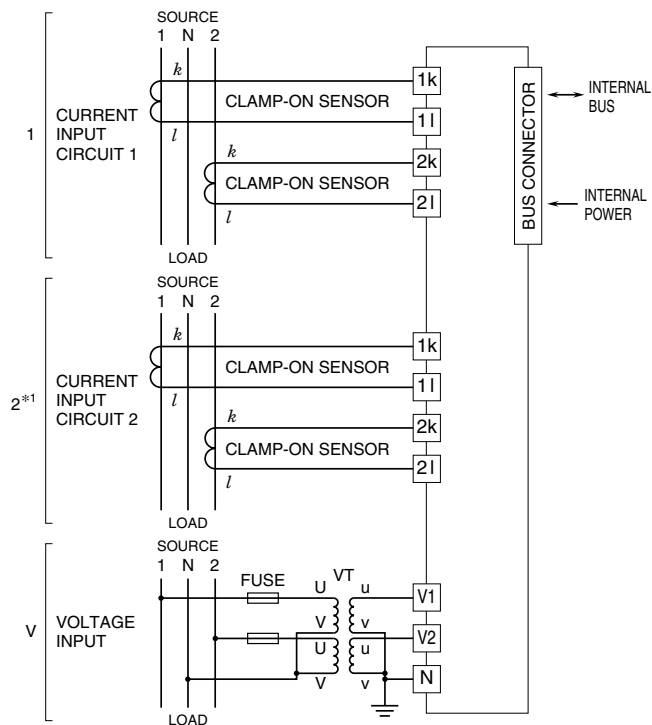 SOURCE
1 N 2
k
1k
CLAMP-ON SENSOR
1l
l
k
2k
CLAMP-ON SENSOR
2l
l
LOAD
1
CURRENT
INPUT
CIRCUIT 1
BUS CONNECTOR
INTERNAL
BUS
INTERNAL
POWER
SOURCE
1 N 2
k
1k
CLAMP-ON SENSOR
1l
l
k
2k
CLAMP-ON SENSOR
2l
l
LOAD
2*1
CURRENT
INPUT
CIRCUIT 2
SOURCE
1 N 2
FUSE
VT
U u
V1
V v
U u
V2
V v
N
LOAD
V
VOLTAGE
INPUT